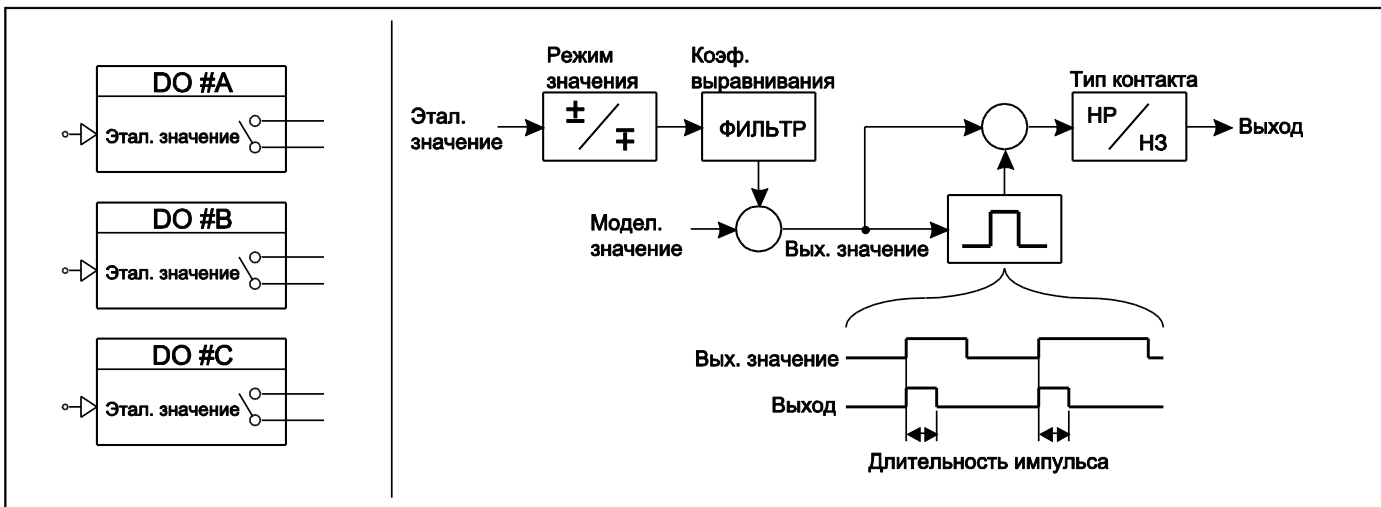 DO #A
Этал. значение
DO #B
Этал. значение
DO #C
Этал. значение
Этал.
значение
Режим
значения
±
∓
Коэф.
выравнивания
ФИЛЬТР
Модел.
значение
Вых. значение
Тип контакта
НР
НЗ
Выход
Вых. значение
Выход
Длительность импульса